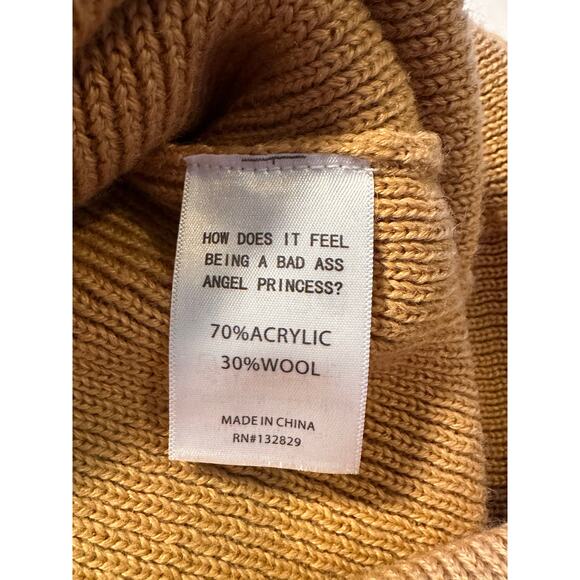 HOW DOES IT FEEL
BEING A BAD ASS
ANGEL PRINCESS?
70%ACRYLIC
30%WOOL
MADE IN CHINA
RN#132829